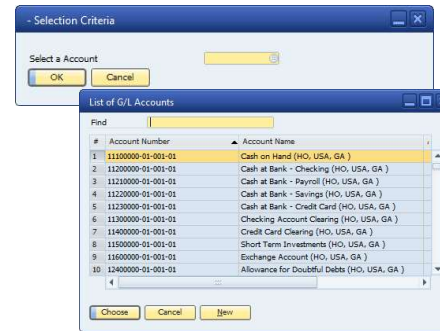 - Selection Criteria
Select a Account
OK Cancel
List of G/L Accounts
Find
# Account Number Account Name
1 11100000-01-001-01 Cash on Hand (HO, USA, GA )
2 11200000-01-001-01 Cash at Bank - Checking (HO, USA, GA )
3 11210000-01-001-01 Cash at Bank - Payroll (HO, USA, GA )
4 11220000-01-001-01 Cash at Bank - Savings (HO, USA, GA )
5 11230000-01-001-01 Cash at Bank - Credit Card (HO, USA, GA )
6 11300000-01-001-01 Checking Account Clearing (HO, USA, GA )
7 11400000-01-001-01 Credit Card Clearing (HO, USA, GA )
8 11500000-01-001-01 Short Term Investments (HO, USA, GA )
9 11600000-01-001-01 Exchange Account (HO, USA, GA )
10 12400000-01-001-01 Allowance for Doubtful Debts (HO, USA, GA )
Choose Cancel New